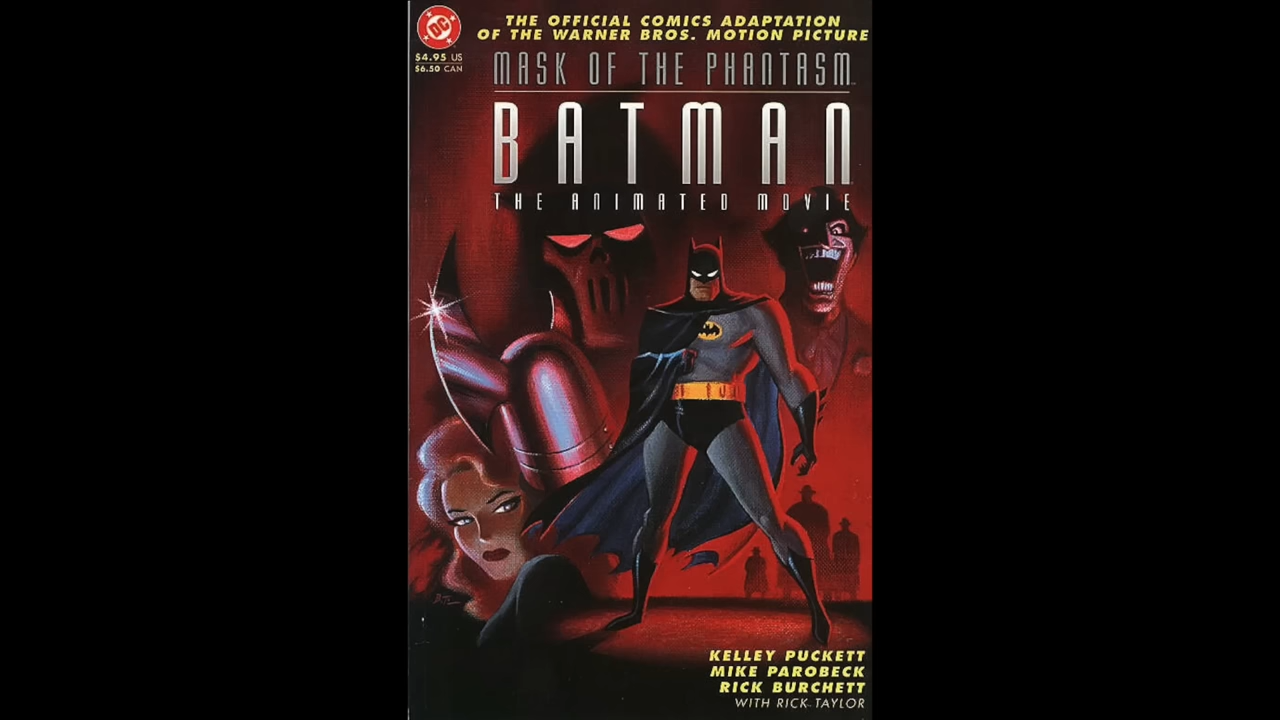 DC
THE OFFICIAL COMICS ADAPTATION
OF THE WARNER BROS. MOTION PICTURE
$4.95 US
$6.50 CAN
MASK OF THE PHANTASM™
BATMAN
THE ANIMATED MOVIE
KELLEY PUCKETT
MIKE PAROBECK
RICK BURCHETT
WITH RICK TAYLOR